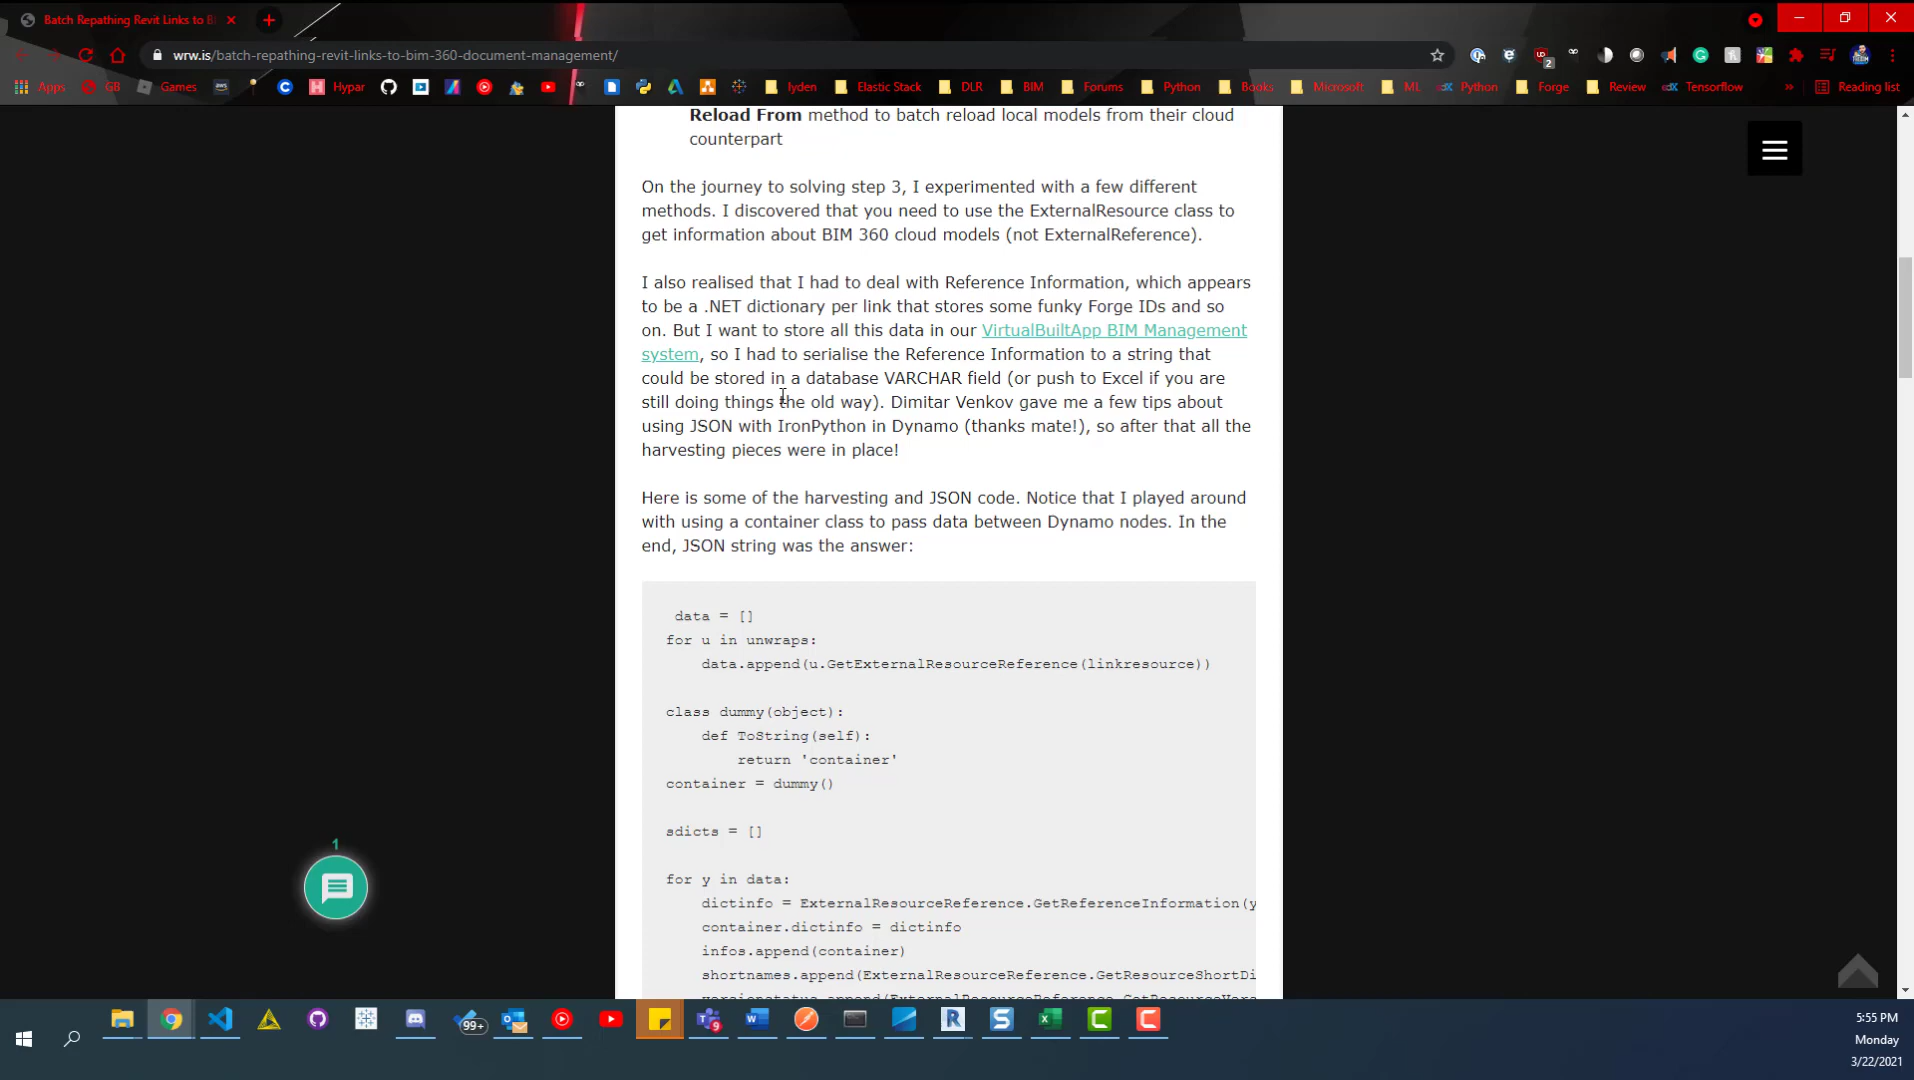 Batch Repathing Revit Links to B
wrw.is/batch-repathing-revit-links-to-bim-360-document-management/
2
Apps
GB
Games
aws
Hypar
lyden
Elastic Stack
DLR
BIM
Forums
Python
Books
Microsoft
ML
Python
Forge
Review
Tensorflow
»
Reading list
Reload From method to batch reload local models from their cloud
counterpart
On the journey to solving step 3, I experimented with a few different
methods. I discovered that you need to use the ExternalResource class to
get information about BIM 360 cloud models (not ExternalReference).
I also realised that I had to deal with Reference Information, which appears
to be a .NET dictionary per link that stores some funky Forge IDs and so
on. But I want to store all this data in our VirtualBuiltApp BIM Management
system, so I had to serialise the Reference Information to a string that
could be stored in a database VARCHAR field (or push to Excel if you are
still doing things the old way). Dimitar Venkov gave me a few tips about
using JSON with IronPython in Dynamo (thanks mate!), so after that all the
harvesting pieces were in place!
Here is some of the harvesting and JSON code. Notice that I played around
with using a container class to pass data between Dynamo nodes. In the
end, JSON string was the answer:
data = []
for u in unwraps:
data.append(u.GetExternalResourceReference(linkresource))
class dummy(object):
def ToString(self):
return 'container'
container = dummy()
sdicts = []
for y in data:
dictinfo = ExternalResourceReference.GetReferenceInformation(y
container.dictinfo = dictinfo
infos.append(container)
shortnames.append(ExternalResourceReference.GetResourceShortDi
versionstatus.append(ExternalResourceReference.GetResourceVers
1
99+
9
5:55 PM
Monday
3/22/2021